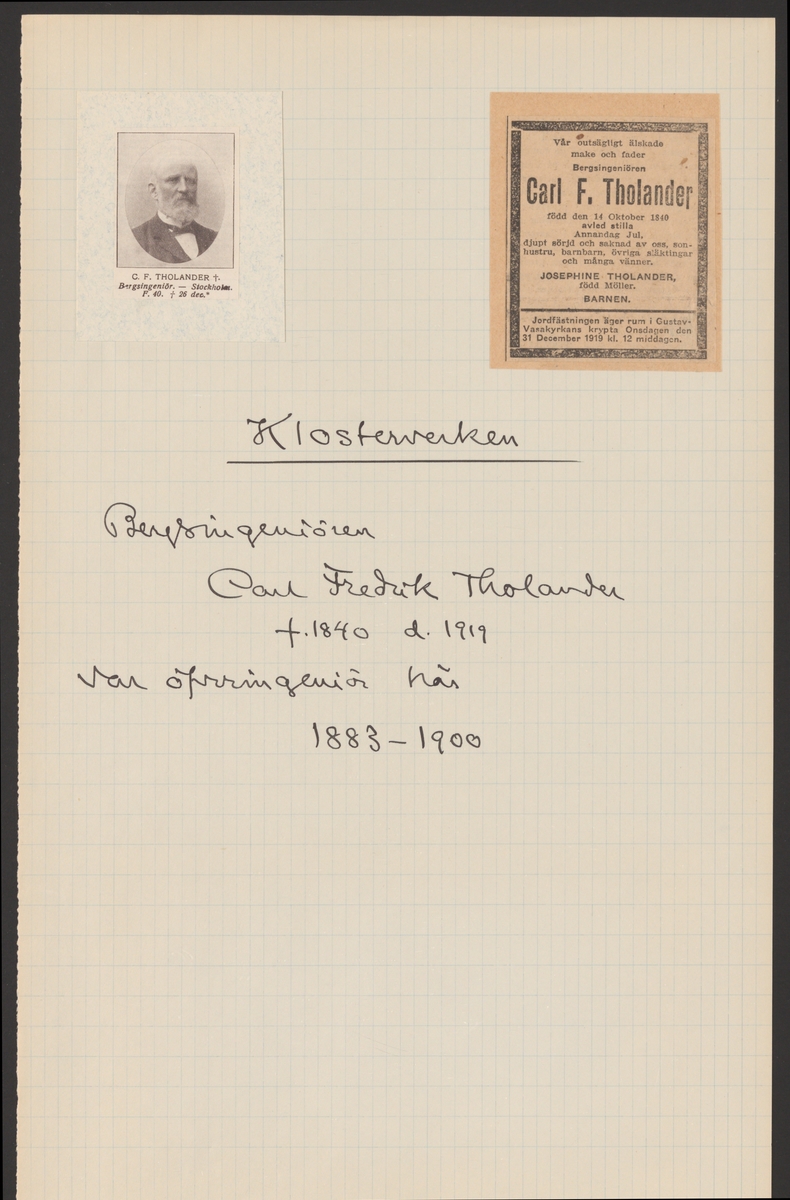 C. F. THOLANDER †.
Bergsingeniör. — Stockholm.
F. 40. † 26 dec.*
Vår outsägligt älskade
make och fader
Bergsingeniören
Carl F. Tholander
född den 14 Oktober 1840
avled stilla
Annandag Jul,
djupt sörjd och saknad av oss, son-
hustru, barnbarn, övriga släktingar
och många vänner.
JOSEPHINE THOLANDER,
född Möller.
BARNEN.
Jordfästningen äger rum i Gustav-
Vasakyrkans krypta Onsdagen den
31 December 1919 kl. 12 middagen.
Klosterverken
Bergsingeniören
Carl Fredrik Tholander
f. 1840 d. 1919
var öfveringeniör här
1883 – 1900